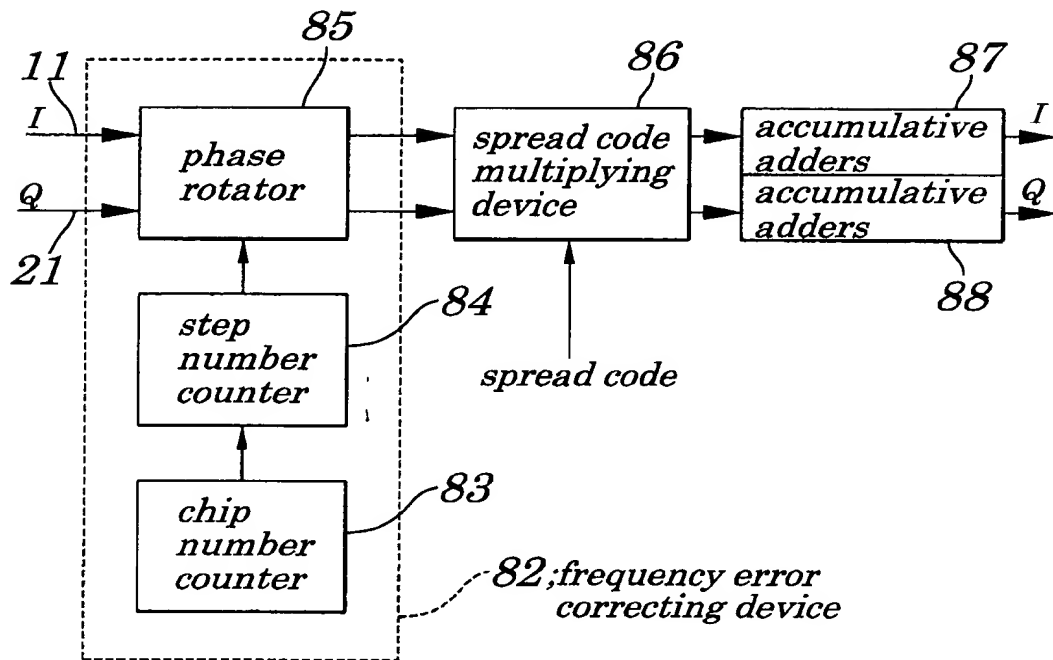 85
11
I
phase
rotator
Q
21
86
spread code
multiplying
device
87
accumulative
adders
I
accumulative
adders
Q
88
step
number
counter
84
spread code
chip
number
counter
83
82;frequency error
correcting device